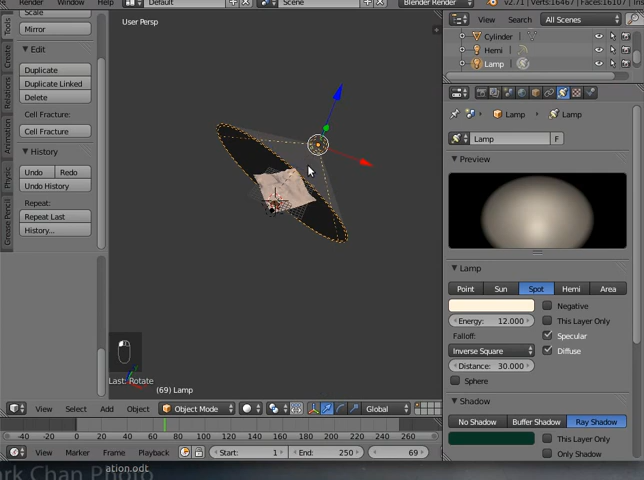 Render Window Help Default Scene Blender Render v2.71 | Verts:16467 | Faces:16107 | Tris
User Persp
Scale
Mirror
Edit
Duplicate
Duplicate Linked
Delete
Cell Fracture
Cell Fracture
History
Undo Redo
Undo History
Repeat:
Repeat Last
History...
Tools
Create
Relations
Animation
Physic
Grease Pencil
Last: Rotate
(69) Lamp
View Select Add Object Object Mode Global
-40 -20 0 20 40 60 80 100 120 140 160 180 200 220 240 260
View Marker Frame Playback Start: 1 End: 250 69
ation.odt
ark Chan Photo
View Search All Scenes
Cylinder
Hemi
Lamp
Lamp Lamp
Lamp F
Preview
Lamp
Point Sun Spot Hemi Area
Negative
Energy: 12.000 This Layer Only
Falloff: Specular
Inverse Square Diffuse
Distance: 30.000
Sphere
Shadow
No Shadow Buffer Shadow Ray Shadow
This Layer Only
Only Shadow